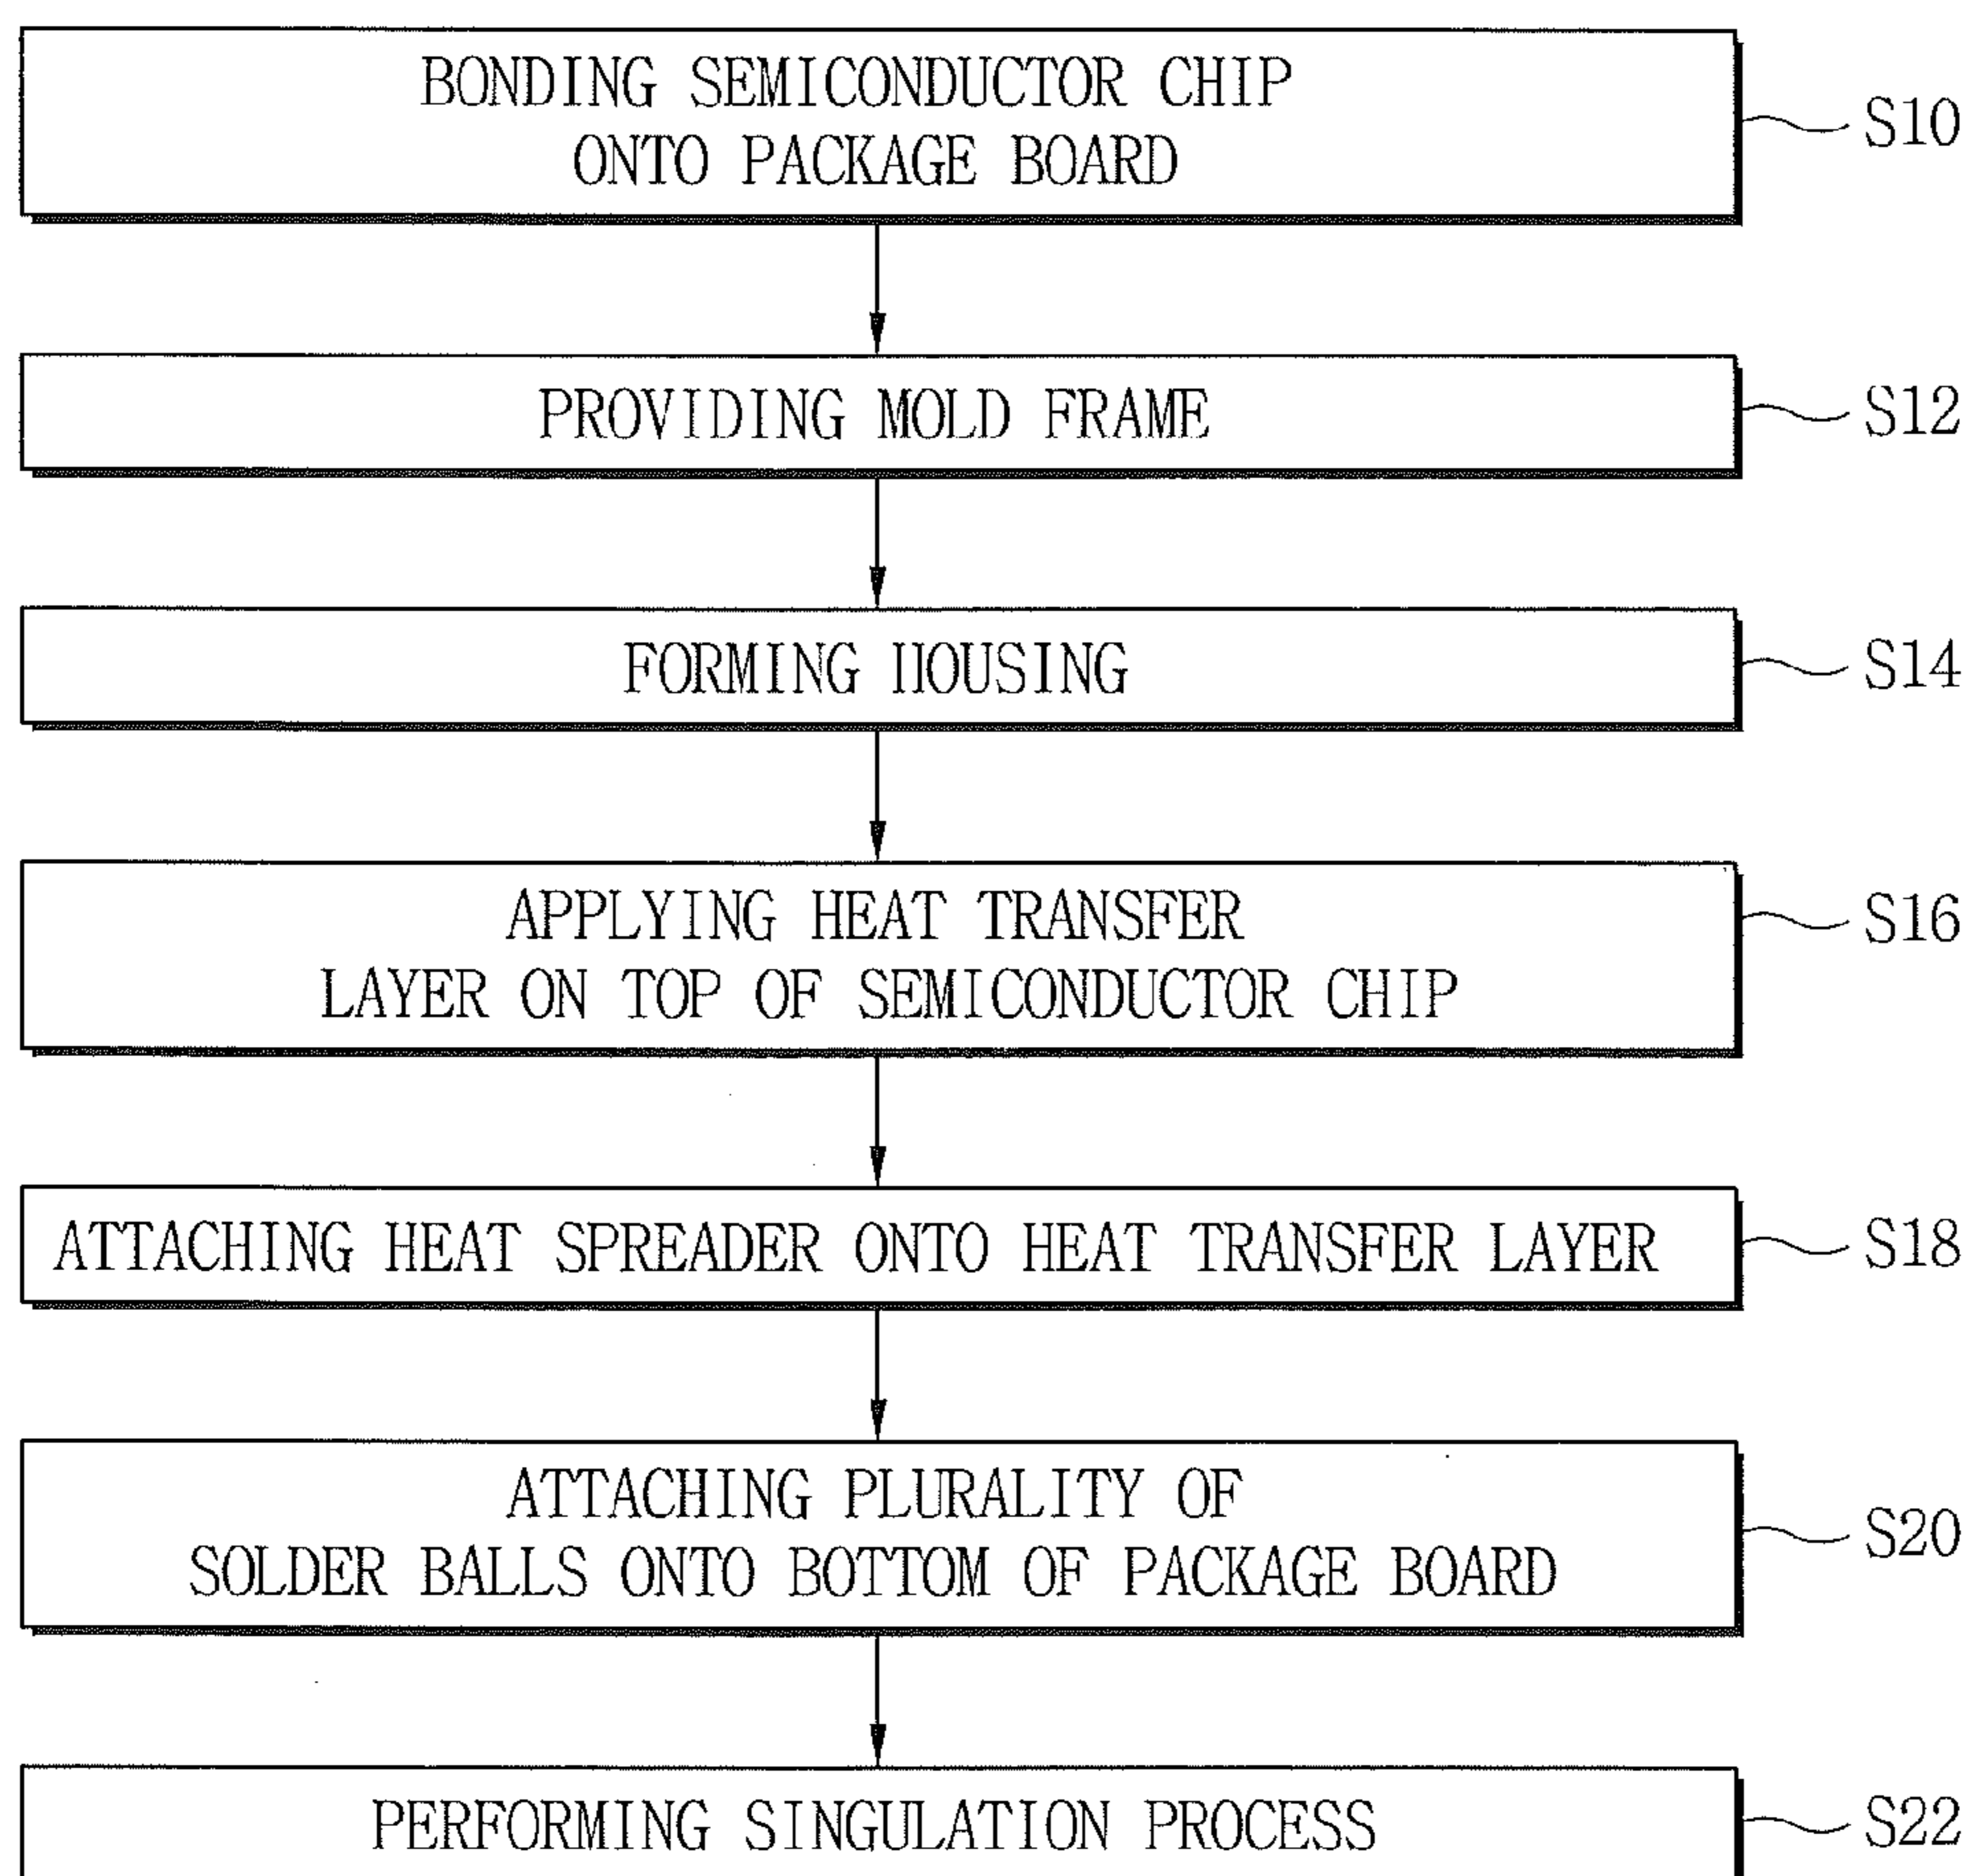 BONDING SEMICONDUCTOR CHIP
ONTO PACKAGE BOARD
S10
PROVIDING MOLD FRAME
S12
FORMING HOUSING
S14
APPLYING HEAT TRANSFER
LAYER ON TOP OF SEMICONDUCTOR CHIP
S16
ATTACHING HEAT SPREADER ONTO HEAT TRANSFER LAYER
S18
ATTACHING PLURALITY OF
SOLDER BALLS ONTO BOTTOM OF PACKAGE BOARD
S20
PERFORMING SINGULATION PROCESS
S22